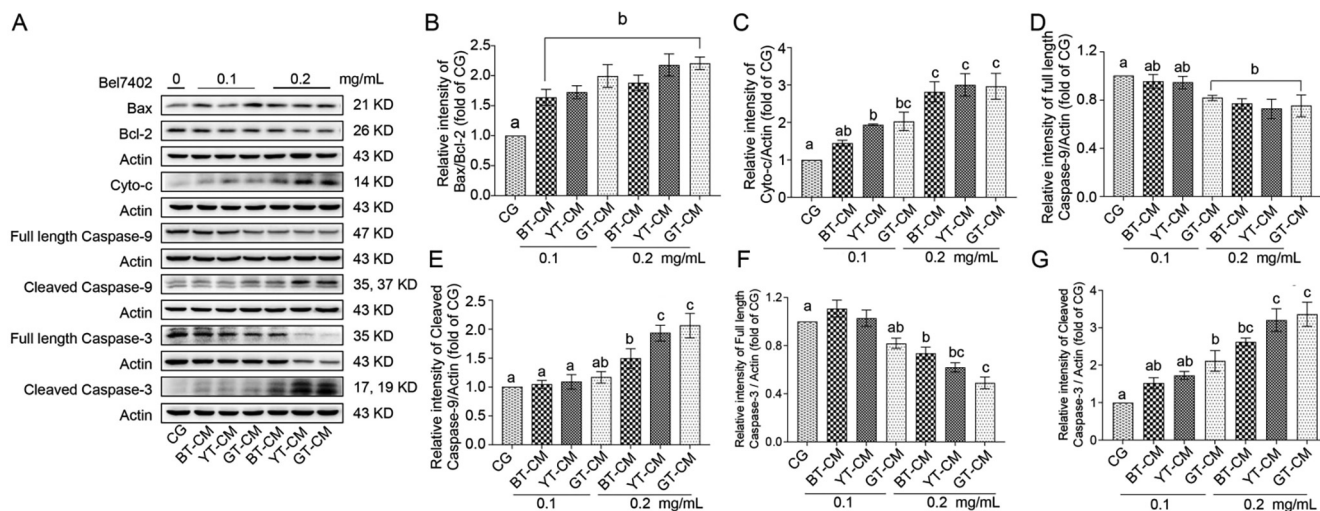 A
Bel7402 0 0.1 0.2 mg/mL
Bax 21 KD
Bcl-2 26 KD
Actin 43 KD
Cyto-c 14 KD
Actin 43 KD
Full length Caspase-9 47 KD
Actin 43 KD
Cleaved Caspase-9 35, 37 KD
Actin 43 KD
Full length Caspase-3 35 KD
Actin 43 KD
Cleaved Caspase-3 17, 19 KD
Actin 43 KD
CG BT-CM YT-CM GT-CM BT-CM YT-CM GT-CM
B
Relative intensity of
Bax/Bcl-2 (fold of CG)
2.5
2.0
1.5
1.0
0.5
0.0
a b
CG BT-CM YT-CM GT-CM BT-CM YT-CM GT-CM
0.1 0.2 mg/mL
C
Relative intensity of
Cyto-c/Actin (fold of CG)
4
3
2
1
0
a ab b bc c c c
CG BT-CM YT-CM GT-CM BT-CM YT-CM GT-CM
0.1 0.2 mg/mL
D
Relative intensity of full length
Caspase-9/Actin (fold of CG)
1.2
0.8
0.4
0.0
a ab ab b
CG BT-CM YT-CM GT-CM BT-CM YT-CM GT-CM
0.1 0.2 mg/mL
E
Relative intensity of Cleaved
Caspase-9/Actin (fold of CG)
2.5
2.0
1.5
1.0
0.5
0.0
a a a ab b c c
CG BT-CM YT-CM GT-CM BT-CM YT-CM GT-CM
0.1 0.2 mg/mL
F
Relative intensity of Full length
Caspase-3 / Actin (fold of CG)
1.2
0.8
0.4
0.0
a a a ab b bc c
CG BT-CM YT-CM GT-CM BT-CM YT-CM GT-CM
0.1 0.2 mg/mL
G
Relative intensity of Cleaved
Caspase-3 / Actin (fold of CG)
4
3
2
1
0
a ab ab b bc c c
CG BT-CM YT-CM GT-CM BT-CM YT-CM GT-CM
0.1 0.2 mg/mL